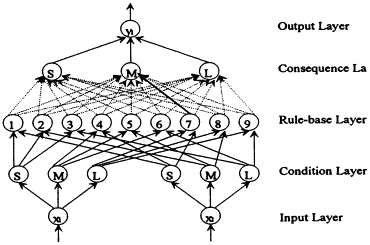 y₁ Output Layer
S M L Consequence La
1 2 3 4 5 6 7 8 9 Rule-base Layer
S M L S M L Condition Layer
x₁ x₂ Input Layer